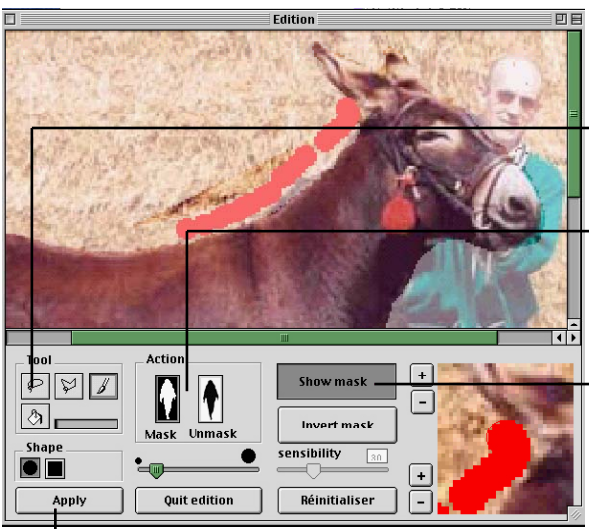 Edition
Tool
Action
Show mask
+
-
Mask Unmask
Invert mask
Shape
sensibility
30
Apply
Quit edition
Réinitialiser
+
-